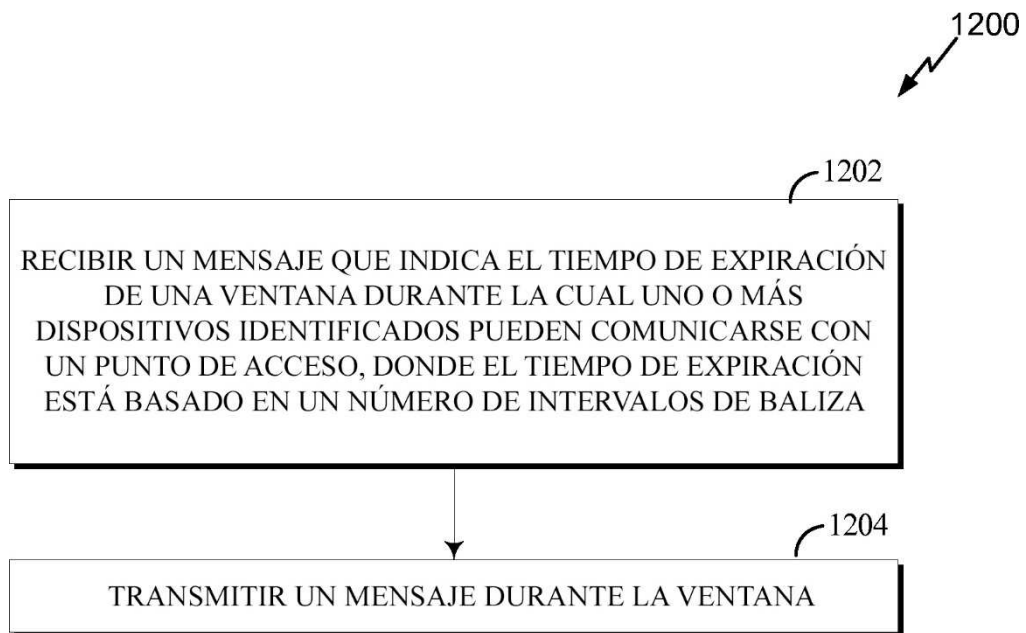 1200
1202
RECIBIR UN MENSAJE QUE INDICA EL TIEMPO DE EXPIRACIÓN
DE UNA VENTANA DURANTE LA CUAL UNO O MÁS
DISPOSITIVOS IDENTIFICADOS PUEDEN COMUNICARSE CON
UN PUNTO DE ACCESO, DONDE EL TIEMPO DE EXPIRACIÓN
ESTÁ BASADO EN UN NÚMERO DE INTERVALOS DE BALIZA
1204
TRANSMITIR UN MENSAJE DURANTE LA VENTANA